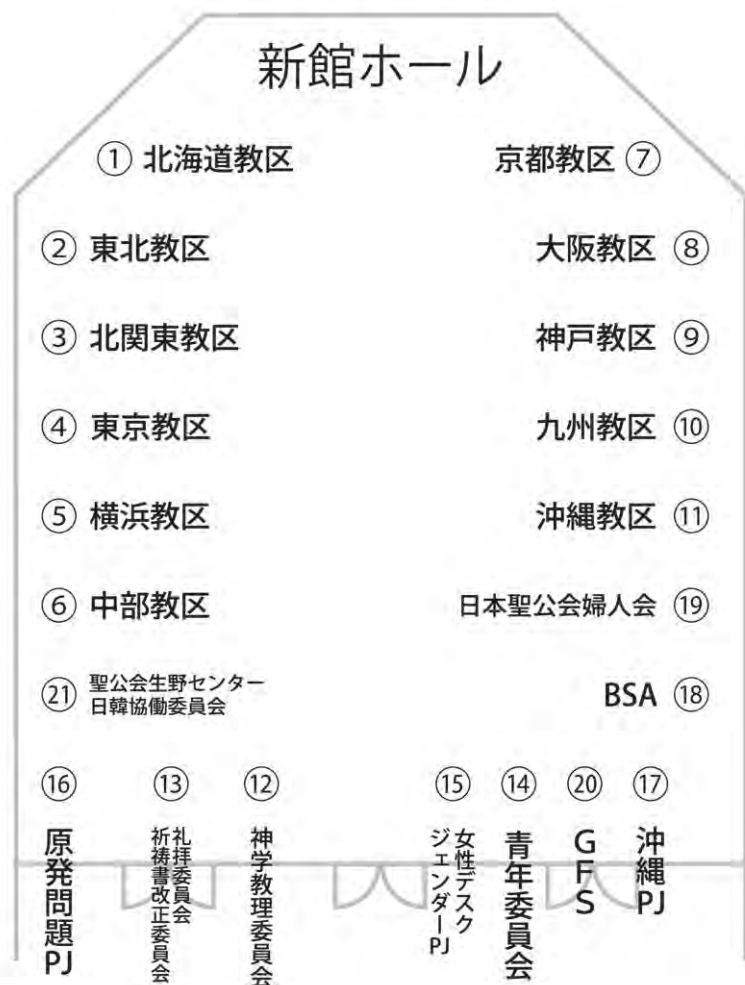 新館ホール
① 北海道教区
京都教区 ⑦
② 東北教区
大阪教区 ⑧
③ 北関東教区
神戸教区 ⑨
④ 東京教区
九州教区 ⑩
⑤ 横浜教区
沖縄教区 ⑪
⑥ 中部教区
日本聖公会婦人会 ⑲
㉑ 聖公会生野センター
日韓協働委員会
BSA ⑱
⑯ 原発問題PJ
⑬ 礼拝委員会
祈祷書改正委員会
⑫ 神学教理委員会
⑮ 女性デスク
ジェンダーPJ
⑭ 青年委員会
⑳ GFS
⑰ 沖縄PJ